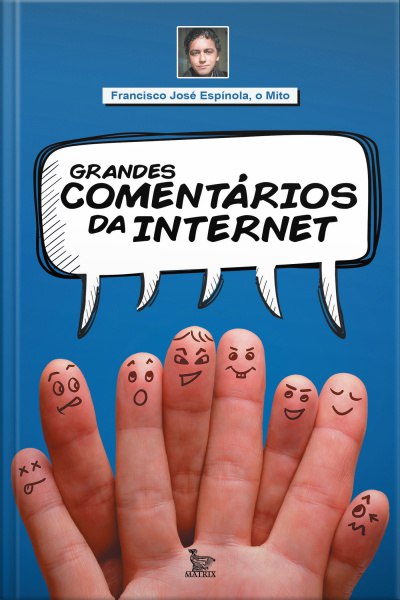 Francisco José Espínola, o Mito
GRANDES
COMENTÁRIOS
DA INTERNET
MATRIX